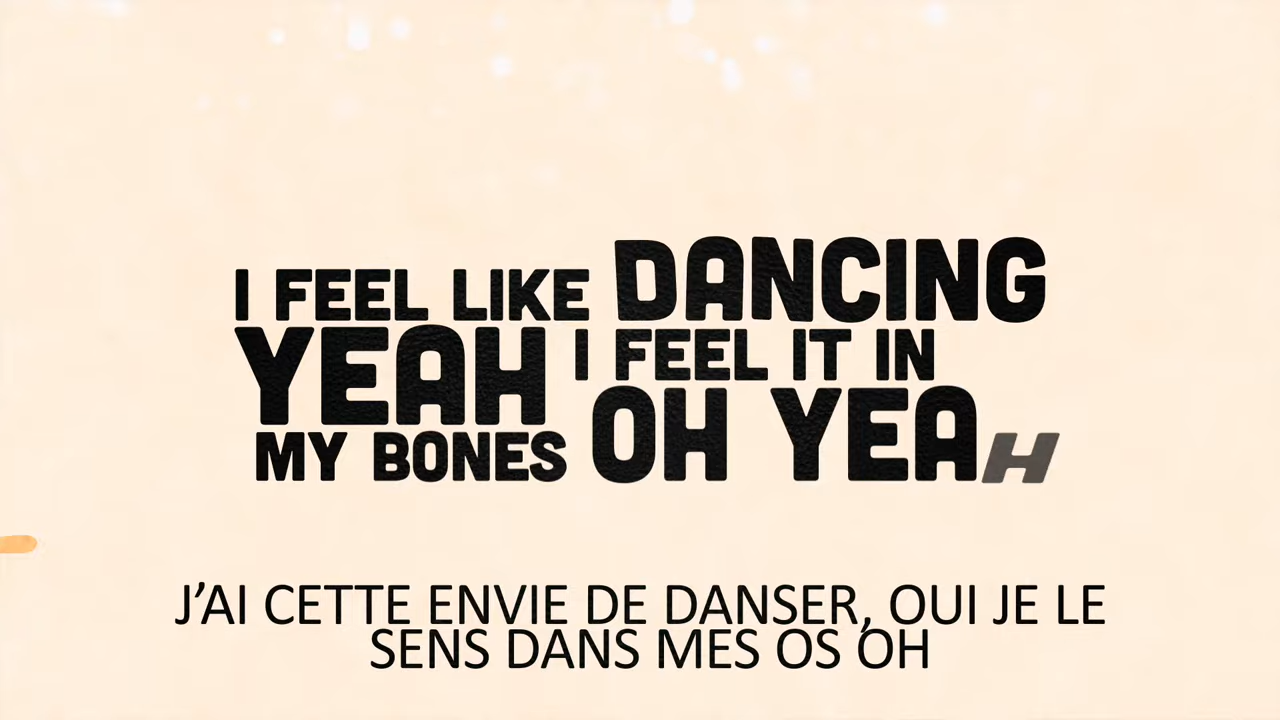 I FEEL LIKE DANCING
YEAH I FEEL IT IN
MY BONES OH YEAH
J'AI CETTE ENVIE DE DANSER, OUI JE LE
SENS DANS MES OS OH